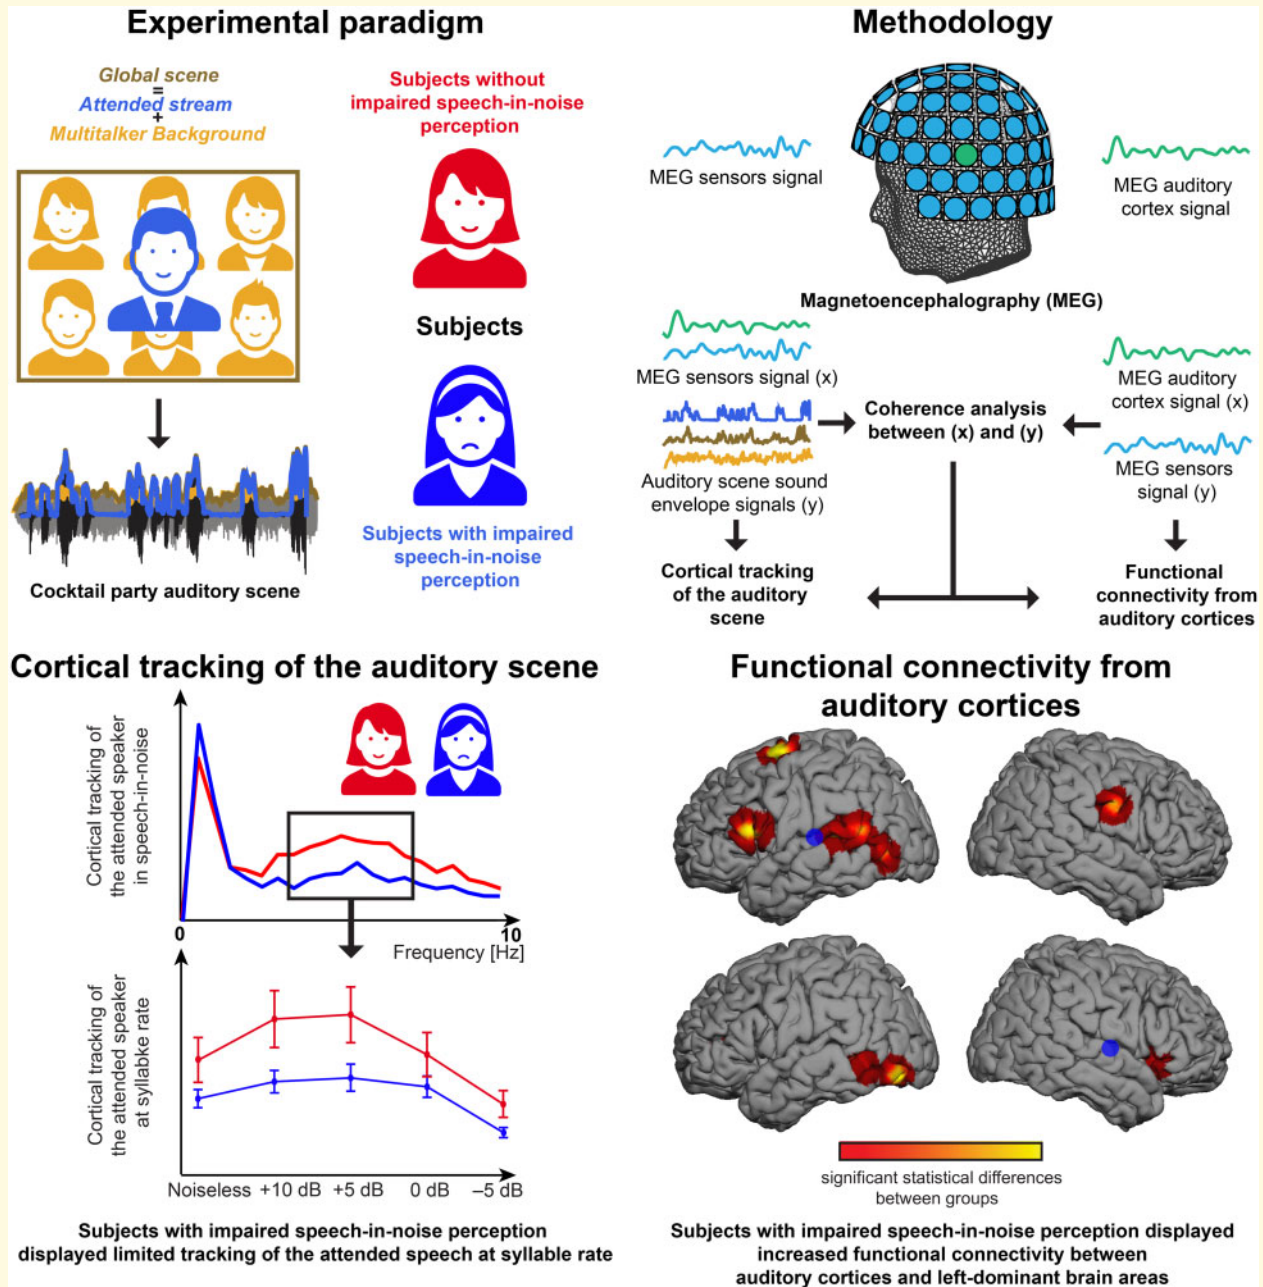 Experimental paradigm
Global scene
=
Attended stream
+
Multitalker Background
Subjects without
impaired speech-in-noise
perception
Subjects
Subjects with impaired
speech-in-noise
perception
Cocktail party auditory scene
Methodology
MEG sensors signal
MEG auditory
cortex signal
Magnetoencephalography (MEG)
MEG sensors signal (x)
Auditory scene sound
envelope signals (y)
Coherence analysis
between (x) and (y)
MEG auditory
cortex signal (x)
MEG sensors
signal (y)
Cortical tracking
of the auditory
scene
Functional
connectivity from
auditory cortices
Cortical tracking of the auditory scene
Cortical tracking of
the attended speaker
in speech-in-noise
0
10
Frequency [Hz]
Cortical tracking of
the attended speaker
at syllabke rate
Noiseless +10 dB +5 dB 0 dB –5 dB
Subjects with impaired speech-in-noise perception
displayed limited tracking of the attended speech at syllable rate
Functional connectivity from
auditory cortices
significant statistical differences
between groups
Subjects with impaired speech-in-noise perception displayed
increased functional connectivity between
auditory cortices and left-dominant brain areas